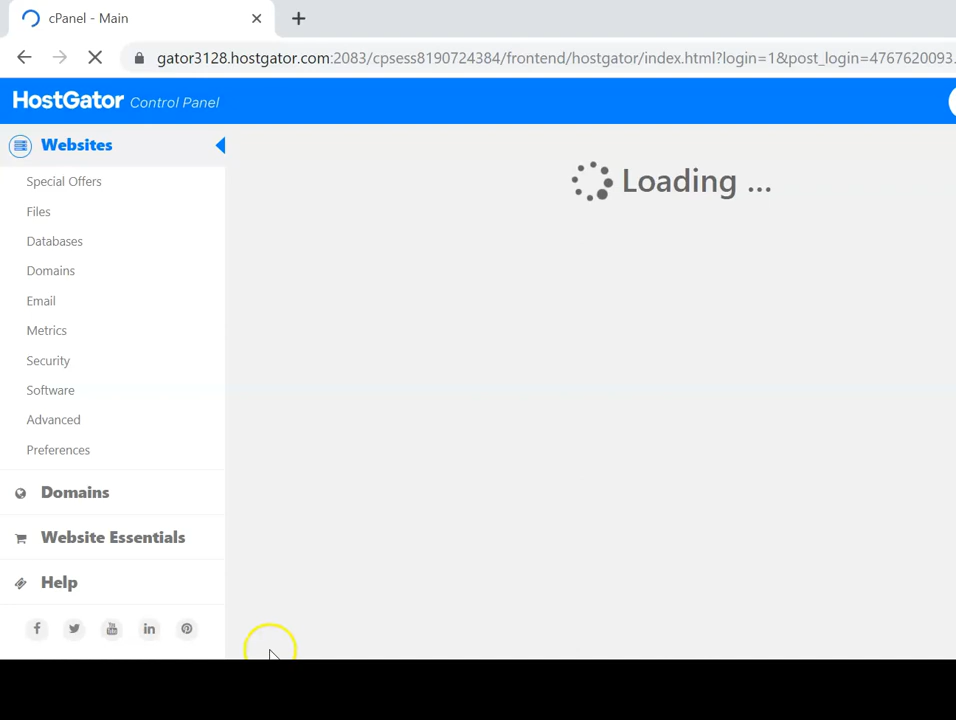 cPanel - Main
gator3128.hostgator.com:2083/cpsess8190724384/frontend/hostgator/index.html?login=1&post_login=4767620093.
HostGator Control Panel
Websites
Loading ...
Special Offers
Files
Databases
Domains
Email
Metrics
Security
Software
Advanced
Preferences
Domains
Website Essentials
Help